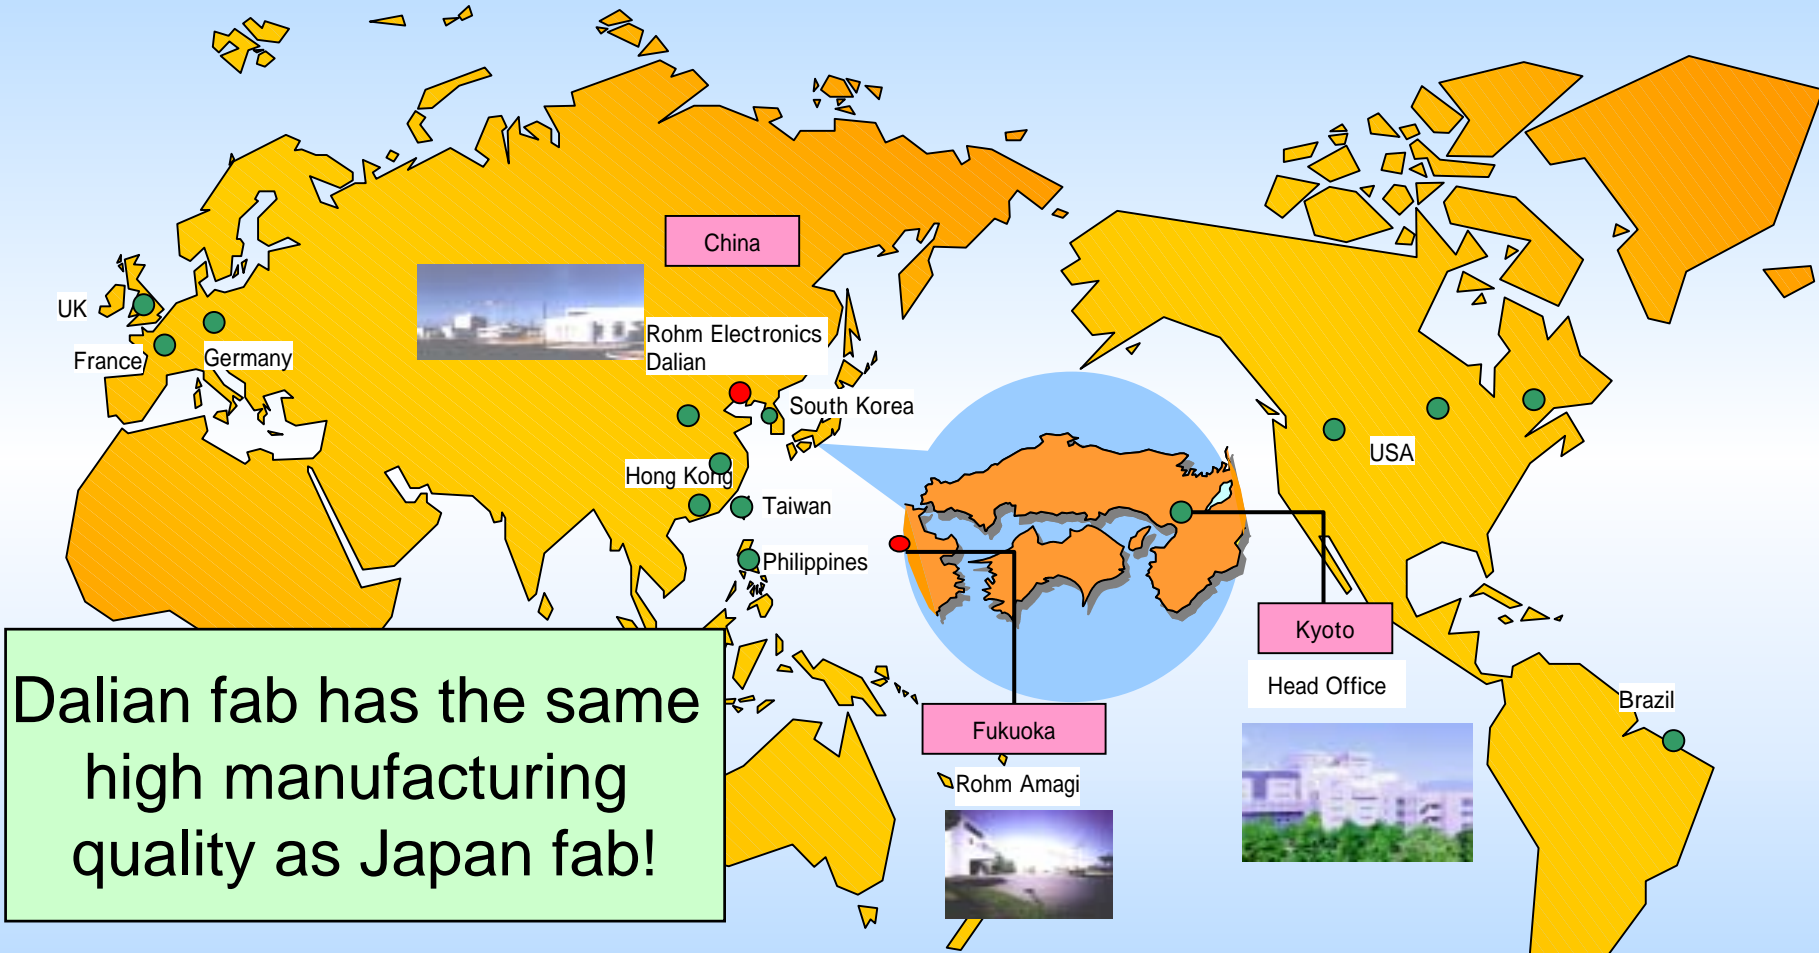 China
UK
Rohm Electronics
Dalian
France
Germany
South Korea
USA
Hong Kong
Taiwan
Philippines
Kyoto
Head Office
Brazil
Fukuoka
Rohm Amagi
Dalian fab has the same
high manufacturing
quality as Japan fab!